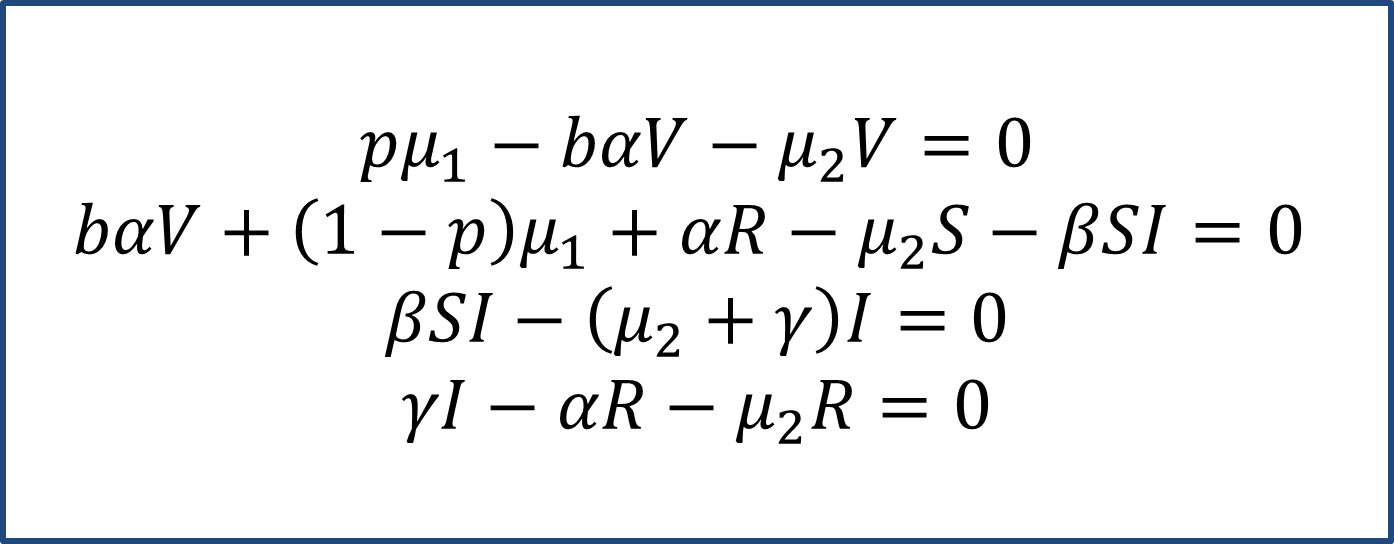 pμ₁ − bαV − μ₂V = 0
bαV + (1 − p)μ₁ + αR − μ₂S − βSI = 0
βSI − (μ₂ + γ)I = 0
γI − αR − μ₂R = 0